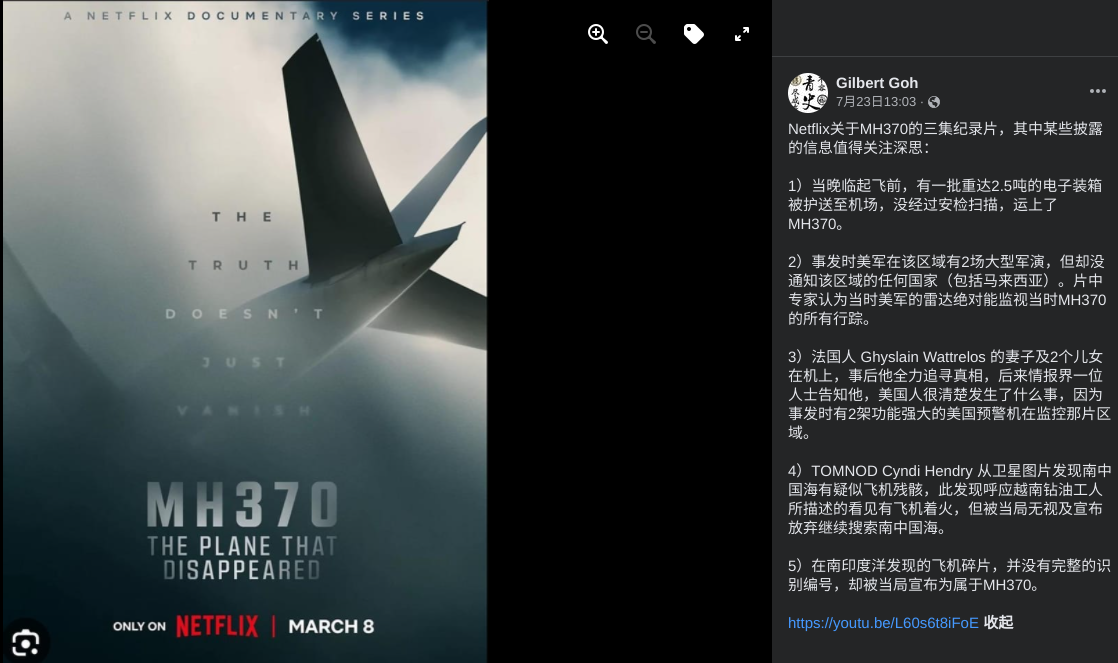 A NETFLIX DOCUMENTARY SERIES
THE
TRUTH
DOESN'T
JUST
VANISH
MH370
THE PLANE THAT
DISAPPEARED
ONLY ON NETFLIX | MARCH 8
Gilbert Goh
7月23日13:03 ·
Netflix关于MH370的三集纪录片，其中某些披露
的信息值得关注深思：
1）当晚临起飞前，有一批重达2.5吨的电子装箱
被护送至机场，没经过安检扫描，运上了
MH370。
2）事发时美军在该区域有2场大型军演，但却没
通知该区域的任何国家（包括马来西亚）。片中
专家认为当时美军的雷达绝对能监视当时MH370
的所有行踪。
3）法国人 Ghyslain Wattrelos 的妻子及2个儿女
在机上，事后他全力追寻真相，后来情报界一位
人士告知他，美国人很清楚发生了什么事，因为
事发时有2架功能强大的美国预警机在监控那片区
域。
4）TOMNOD Cyndi Hendry 从卫星图片发现南中
国海有疑似飞机残骸，此发现呼应越南钻油工人
所描述的看见有飞机着火，但被当局无视及宣布
放弃继续搜索南中国海。
5）在南印度洋发现的飞机碎片，并没有完整的识
别编号，却被当局宣布为属于MH370。
https://youtu.be/L60s6t8iFoE 收起